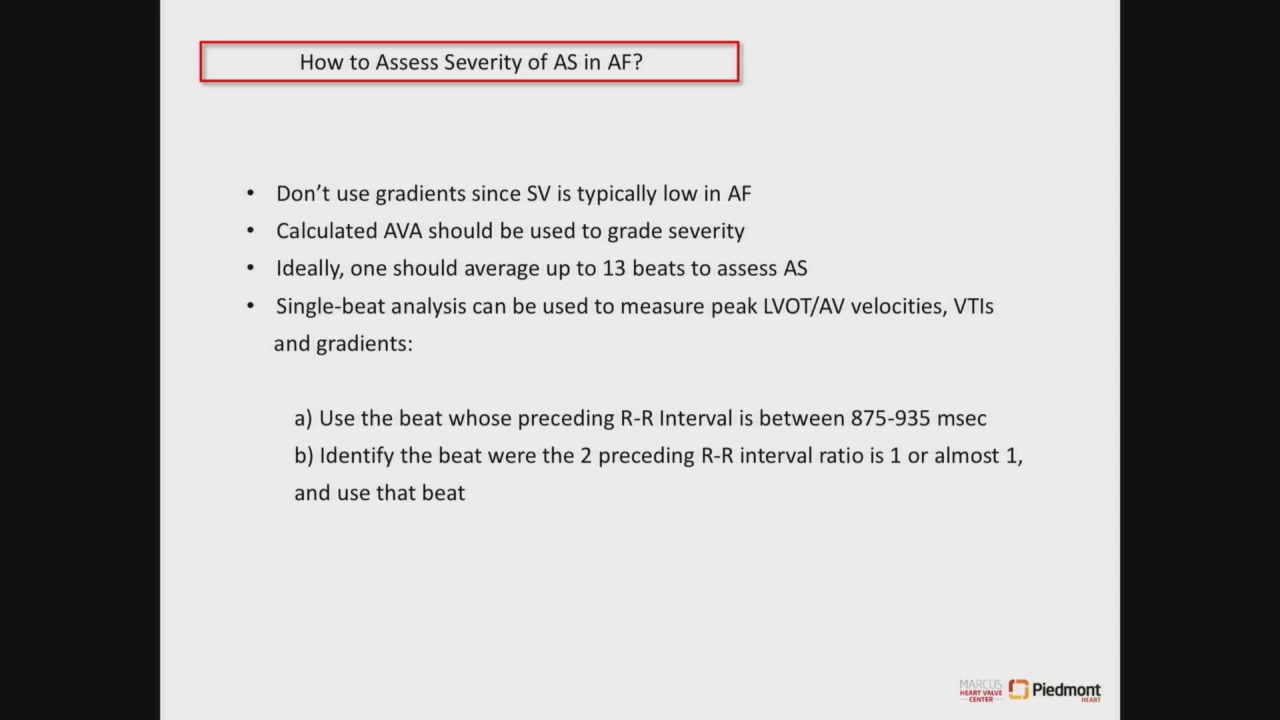 How to Assess Severity of AS in AF?
• Don’t use gradients since SV is typically low in AF
• Calculated AVA should be used to grade severity
• Ideally, one should average up to 13 beats to assess AS
• Single-beat analysis can be used to measure peak LVOT/AV velocities, VTIs
and gradients:
a) Use the beat whose preceding R-R Interval is between 875-935 msec
b) Identify the beat were the 2 preceding R-R interval ratio is 1 or almost 1,
and use that beat
MARCUS
HEART VALVE
CENTER
Piedmont
HEART